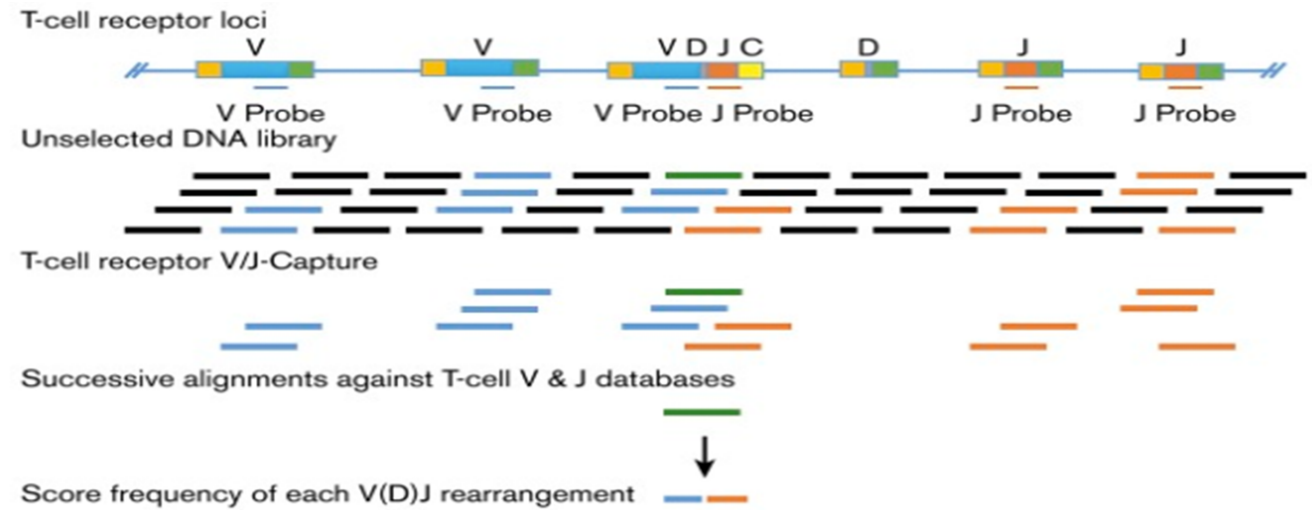 T-cell receptor loci
V V V D J C D J J
V Probe V Probe V Probe J Probe J Probe J Probe
Unselected DNA library
T-cell receptor V/J-Capture
Successive alignments against T-cell V & J databases
Score frequency of each V(D)J rearrangement